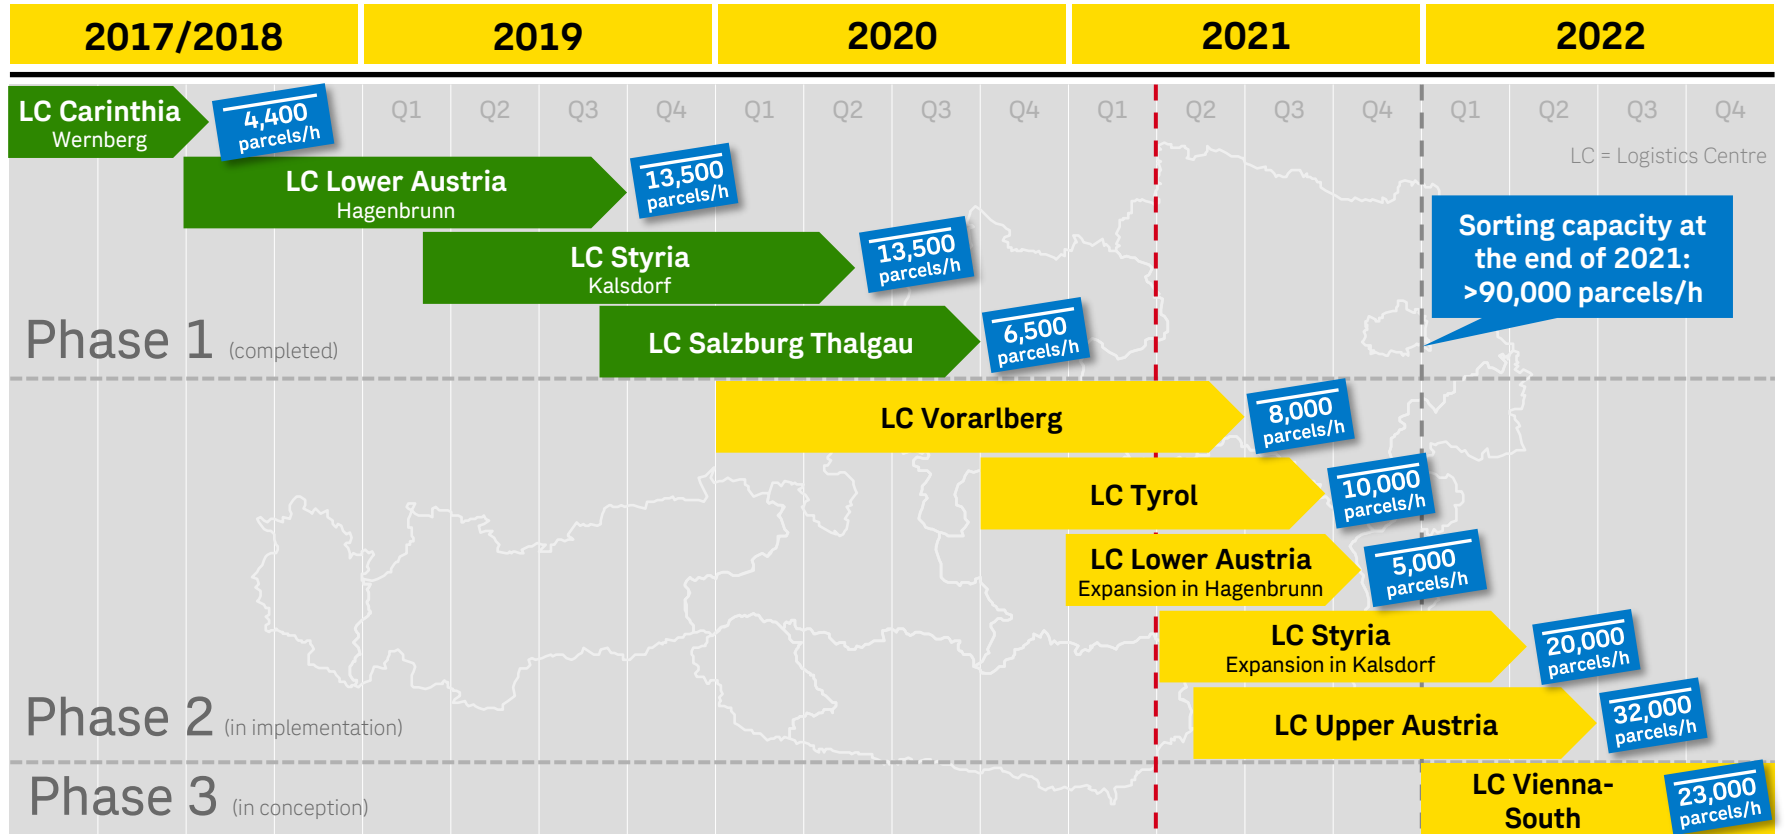 2017/2018
2019
2020
2021
2022
Q1
Q2
Q3
Q4
Q1
Q2
Q3
Q4
Q1
Q2
Q3
Q4
Q1
Q2
Q3
Q4
LC = Logistics Centre
LC Carinthia
Wernberg
4,400
parcels/h
LC Lower Austria
Hagenbrunn
13,500
parcels/h
LC Styria
Kalsdorf
13,500
parcels/h
Sorting capacity at
the end of 2021:
>90,000 parcels/h
Phase 1 (completed)
LC Salzburg Thalgau
6,500
parcels/h
LC Vorarlberg
8,000
parcels/h
LC Tyrol
10,000
parcels/h
LC Lower Austria
Expansion in Hagenbrunn
5,000
parcels/h
LC Styria
Expansion in Kalsdorf
20,000
parcels/h
Phase 2 (in implementation)
LC Upper Austria
32,000
parcels/h
Phase 3 (in conception)
LC Vienna-
South
23,000
parcels/h